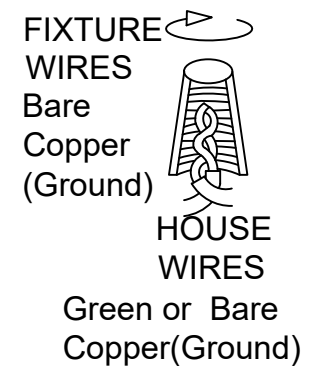 FIXTURE
WIRES
Bare
Copper
(Ground)
HOUSE
WIRES
Green or Bare
Copper(Ground)